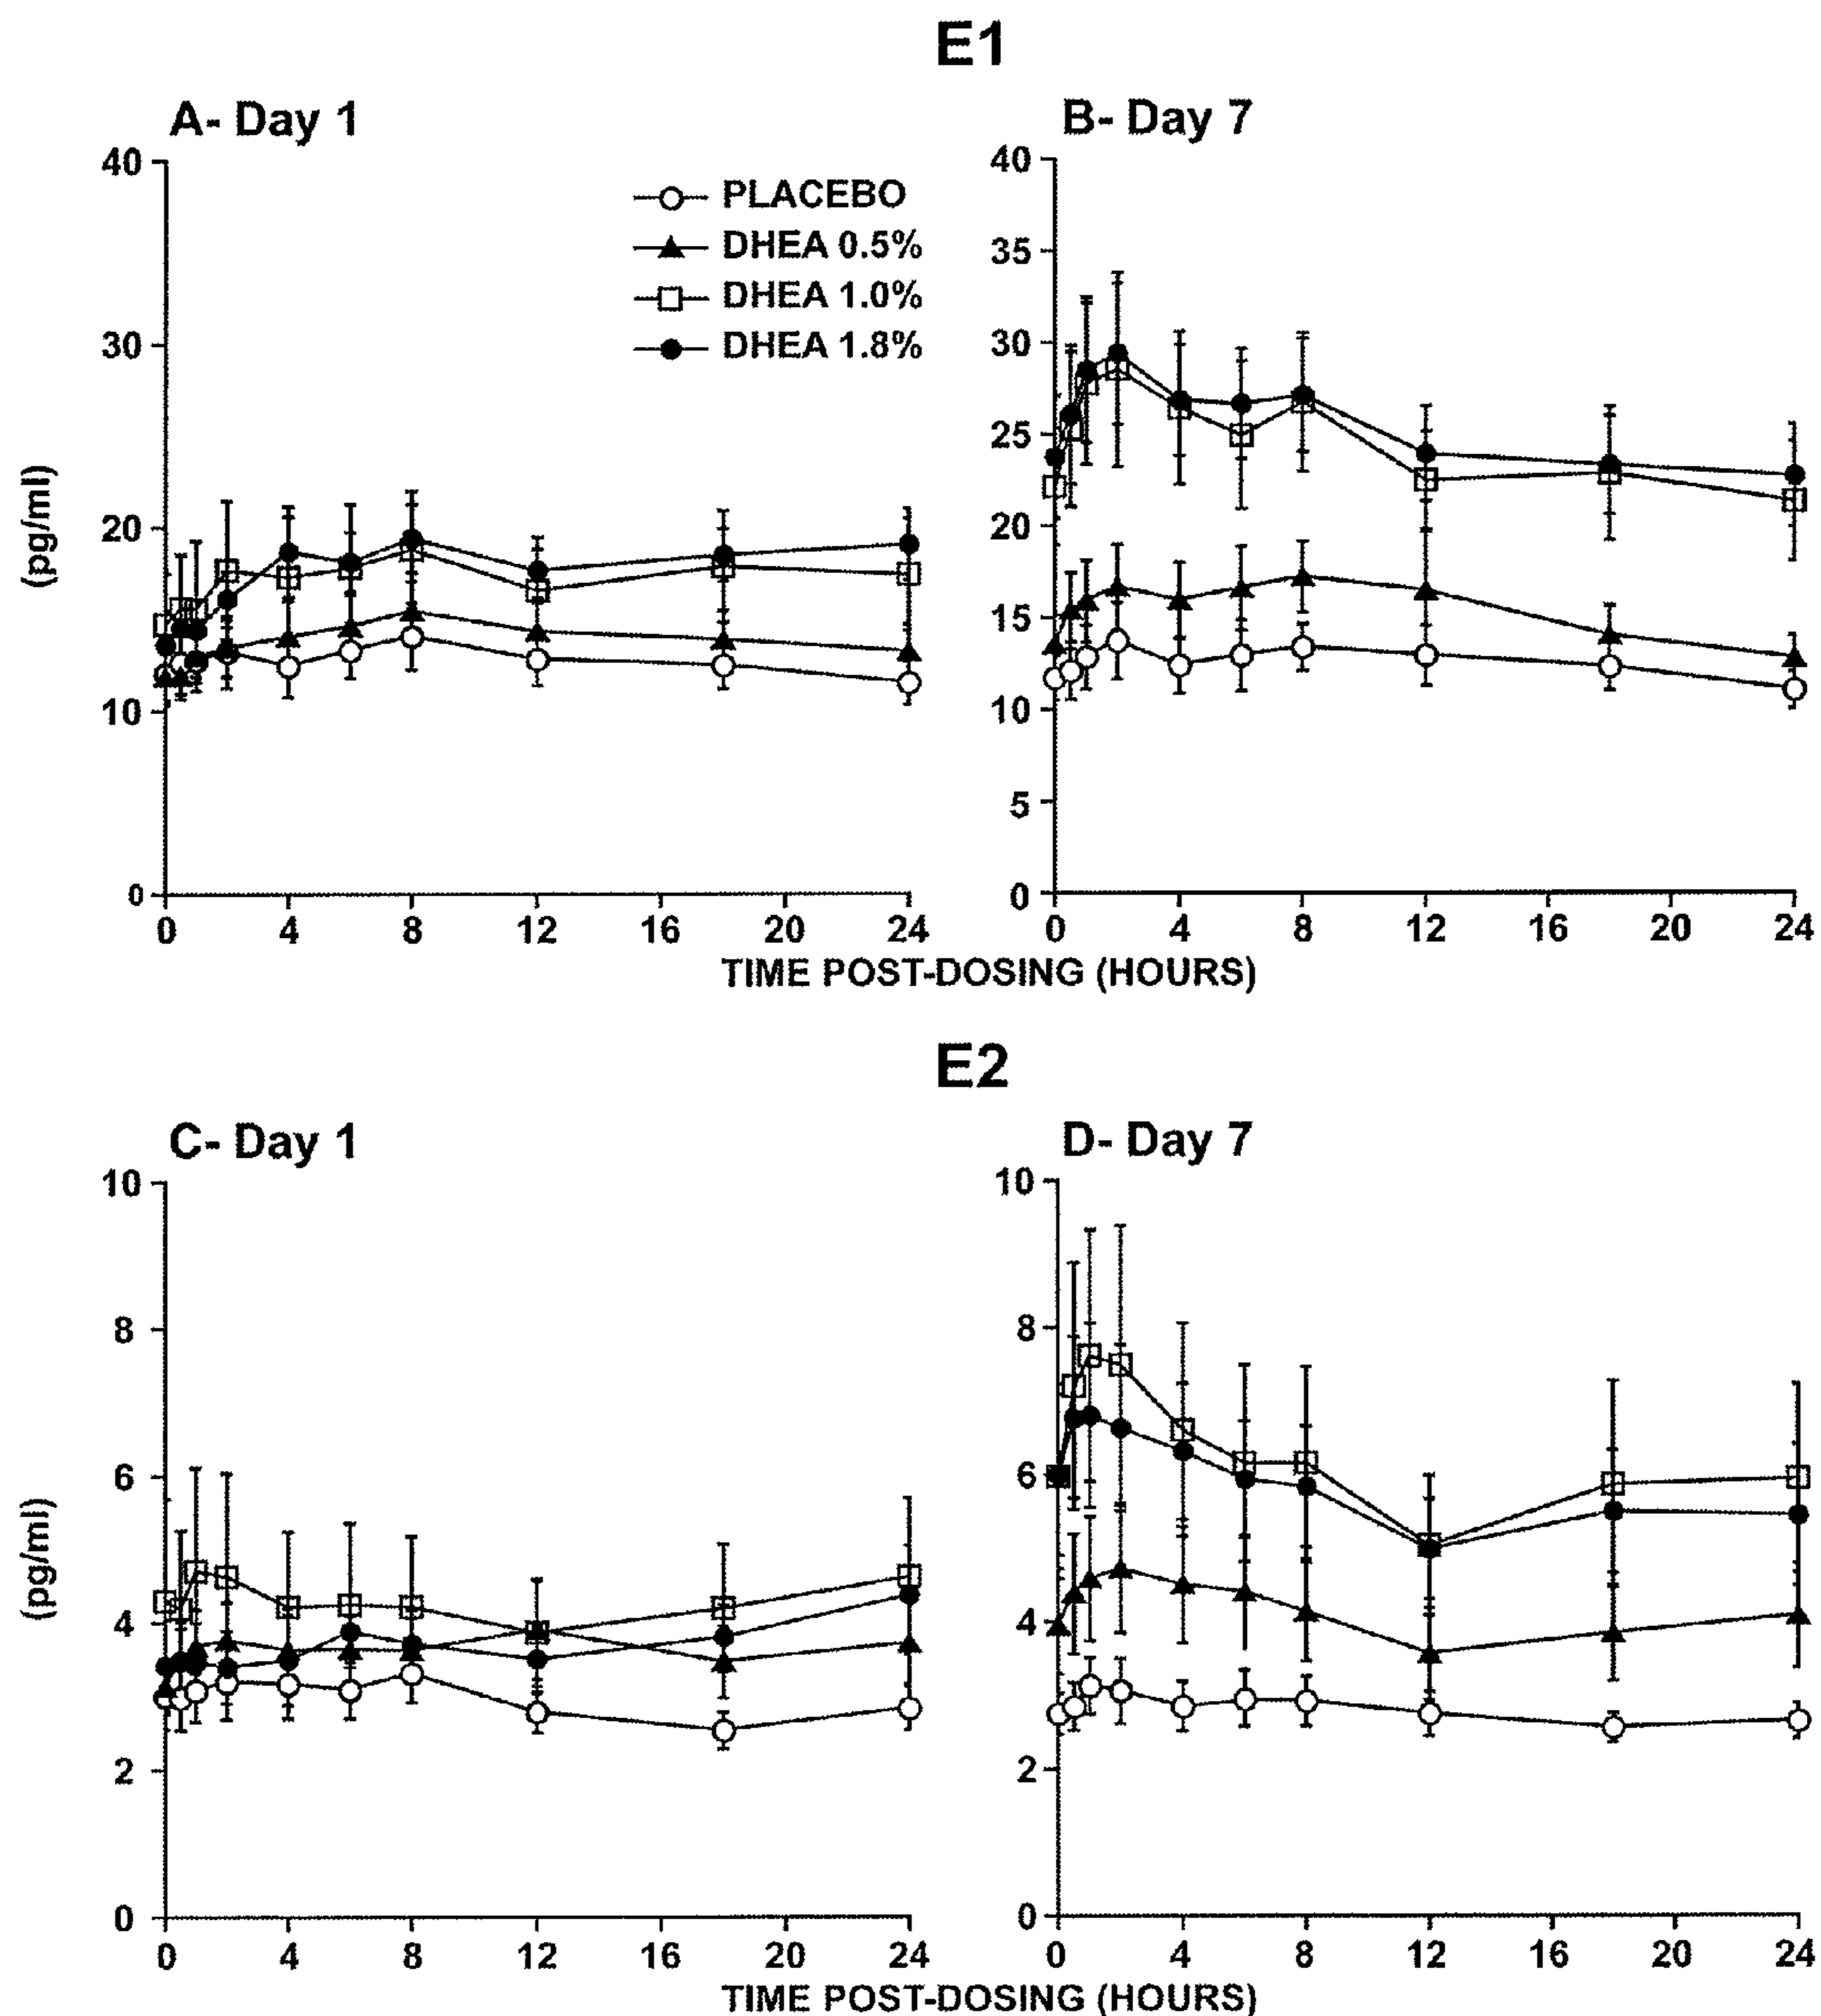 E1
A- Day 1
B- Day 7
PLACEBO
DHEA 0.5%
DHEA 1.0%
DHEA 1.8%
(pg/ml)
40
30
20
10
0
0 4 8 12 16 20 24
40
35
30
25
20
15
10
5
0
0 4 8 12 16 20 24
TIME POST-DOSING (HOURS)
E2
C- Day 1
D- Day 7
(pg/ml)
10
8
6
4
2
0
0 4 8 12 16 20 24
10
8
6
4
2
0
0 4 8 12 16 20 24
TIME POST-DOSING (HOURS)